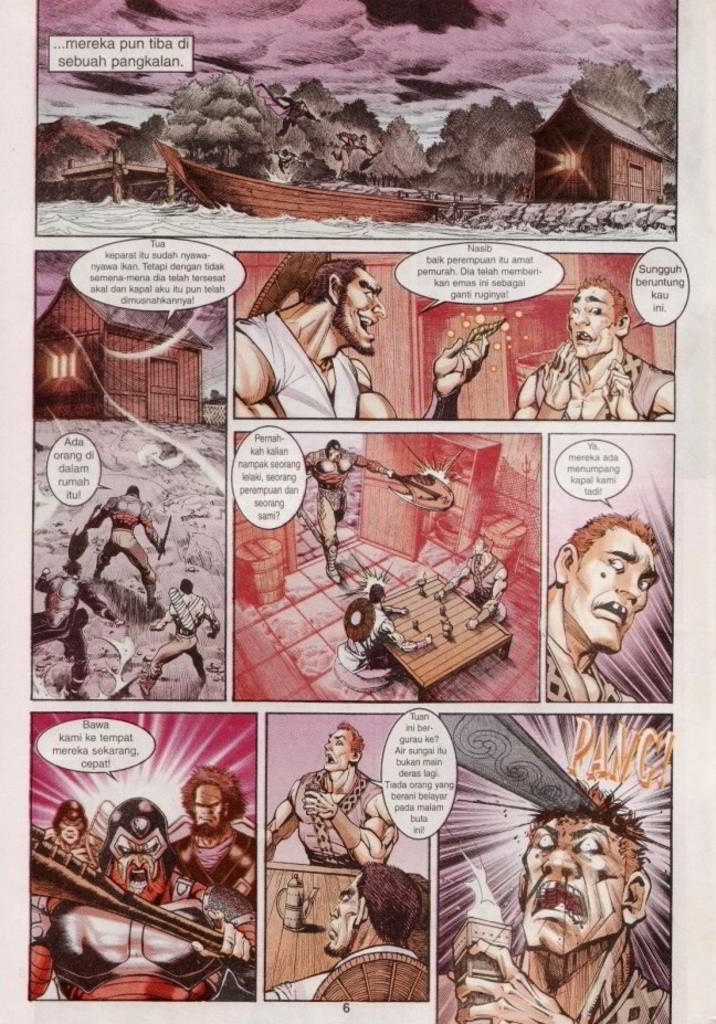 ...mereka pun tiba di
sebuah pangkalan.
Tua
keparat itu sudah nyawa-
nyawa ikan. Tetapi dengan tidak
semena-mena dia telah tersesat
akal dan kapal aku itu pun telah
dimusnahkannya!
Nasib
baik perempuan itu amat
pemurah. Dia telah memberi-
kan emas ini sebagai
ganti ruginya!
Sungguh
beruntung
kau
ini.
Ada
orang di
dalam
rumah
itu!
Pernah-
kah kalian
nampak seorang
lelaki, seorang
perempuan dan
seorang
sami?
Ya,
mereka ada
menumpang
kapal kami
tadi!
Bawa
kami ke tempat
mereka sekarang,
cepat!
Tuan
ini ber-
gurau ke?
Air sungai itu
bukan main
deras lagi.
Tiada orang yang
berani belayar
pada malam
buta
ini!
PANG!
6